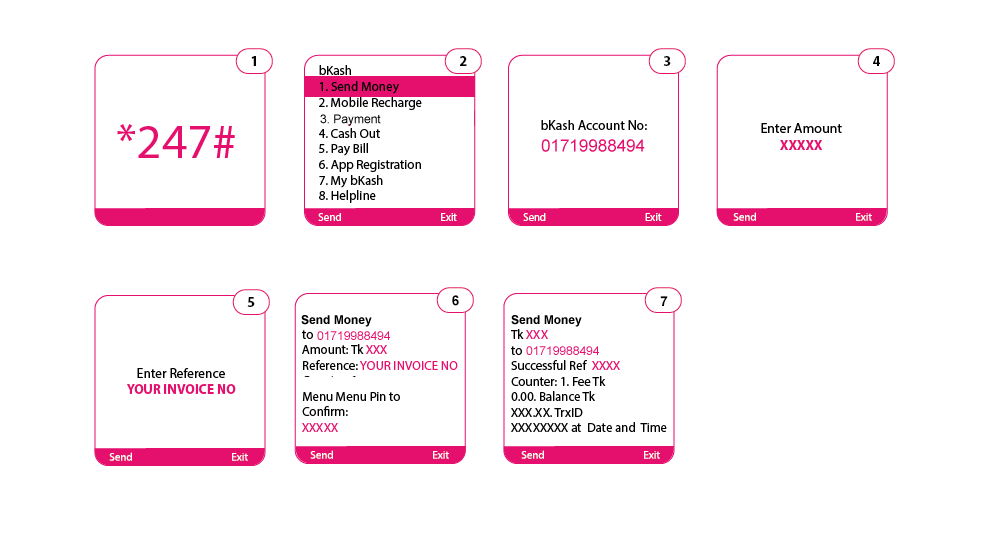 1
*247#
2
bKash
1. Send Money
2. Mobile Recharge
3. Payment
4. Cash Out
5. Pay Bill
6. App Registration
7. My bKash
8. Helpline
Send Exit
3
bKash Account No:
01719988494
Send Exit
4
Enter Amount
XXXXX
Send Exit
5
Enter Reference
YOUR INVOICE NO
Send Exit
6
Send Money
to 01719988494
Amount: Tk XXX
Reference: YOUR INVOICE NO
Menu Menu Pin to
Confirm:
XXXXX
Send Exit
7
Send Money
Tk XXX
to 01719988494
Successful Ref XXXX
Counter: 1. Fee Tk
0.00. Balance Tk
XXX.XX. TrxID
XXXXXXXX at Date and Time
Send Exit